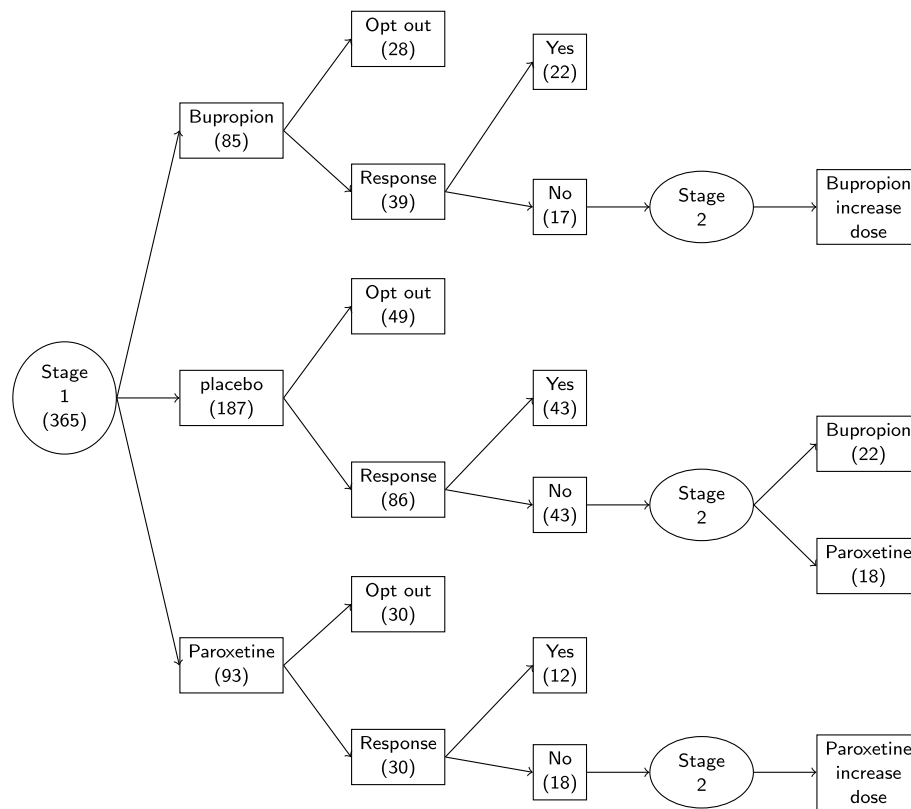 Opt out
(28)
Yes
(22)
Bupropion
(85)
Response
(39)
No
(17)
Stage
2
Bupropion
increase
dose
Opt out
(49)
Stage
1
(365)
placebo
(187)
Yes
(43)
Bupropion
(22)
Response
(86)
No
(43)
Stage
2
Paroxetine
(18)
Opt out
(30)
Paroxetine
(93)
Yes
(12)
Response
(30)
No
(18)
Stage
2
Paroxetine
increase
dose